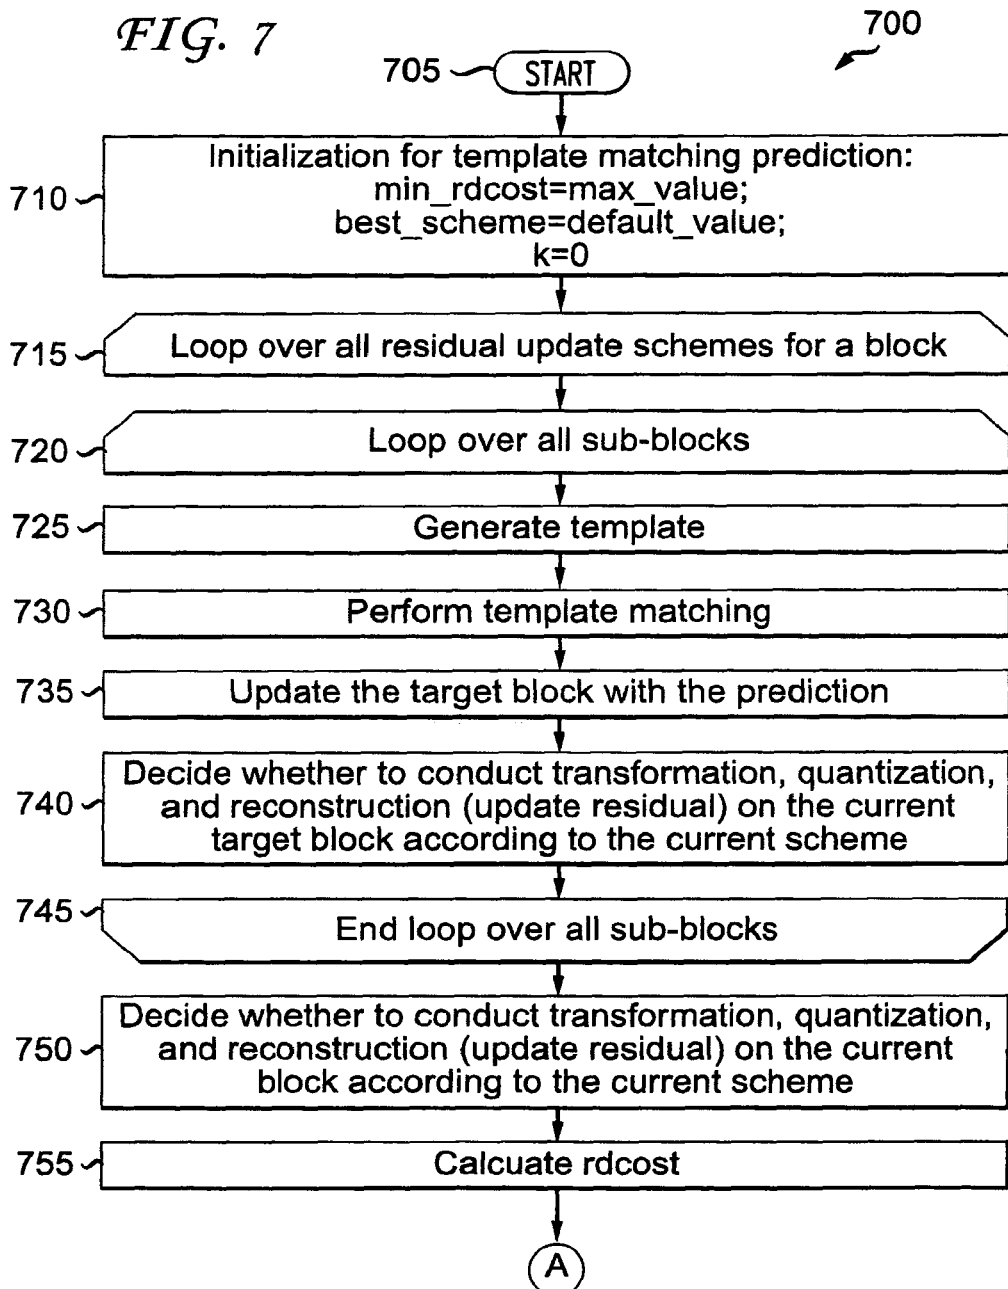 FIG. 7
700
705
START
710
Initialization for template matching prediction:
min_rdcost=max_value;
best_scheme=default_value;
k=0
715
Loop over all residual update schemes for a block
720
Loop over all sub-blocks
725
Generate template
730
Perform template matching
735
Update the target block with the prediction
740
Decide whether to conduct transformation, quantization,
and reconstruction (update residual) on the current
target block according to the current scheme
745
End loop over all sub-blocks
750
Decide whether to conduct transformation, quantization,
and reconstruction (update residual) on the current
block according to the current scheme
755
Calcuate rdcost
A